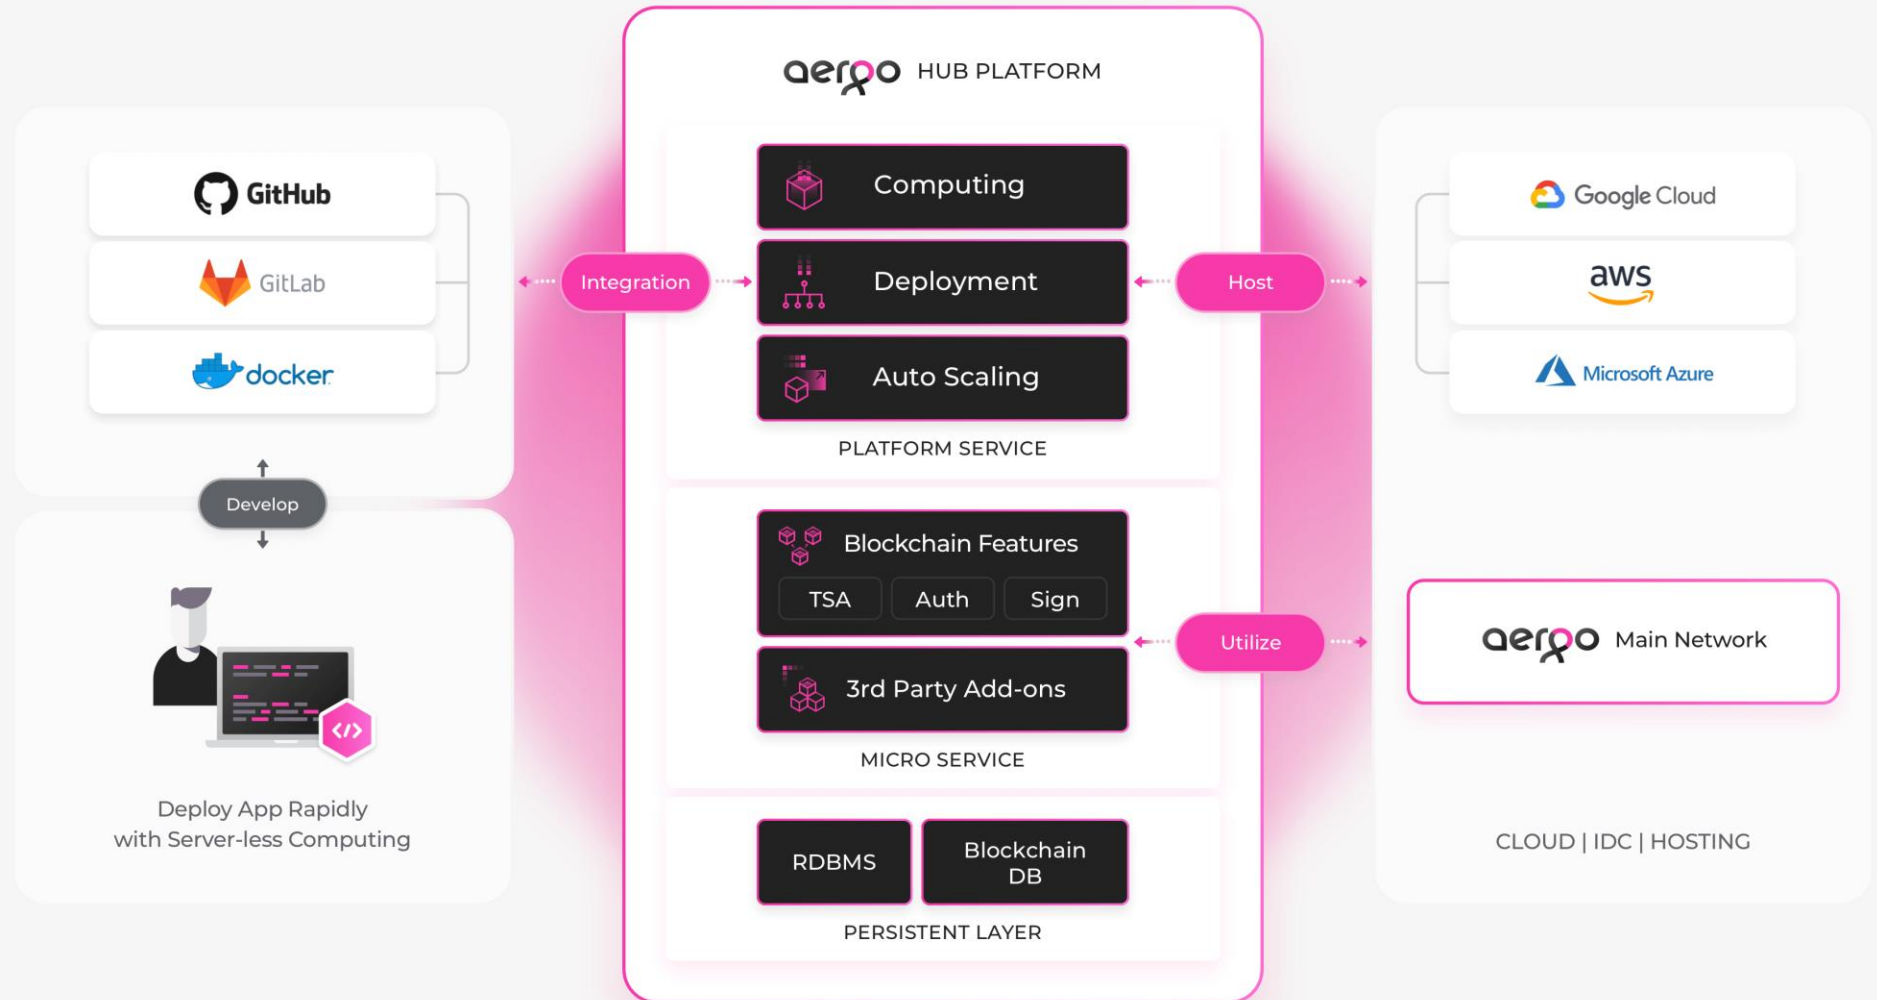 aergo HUB PLATFORM
GitHub
GitLab
docker
Develop
Deploy App Rapidly
with Server-less Computing
Integration
Computing
Deployment
Auto Scaling
PLATFORM SERVICE
Blockchain Features
TSA Auth Sign
3rd Party Add-ons
MICRO SERVICE
RDBMS
Blockchain
DB
PERSISTENT LAYER
Host
Utilize
Google Cloud
aws
Microsoft Azure
aergo Main Network
CLOUD | IDC | HOSTING